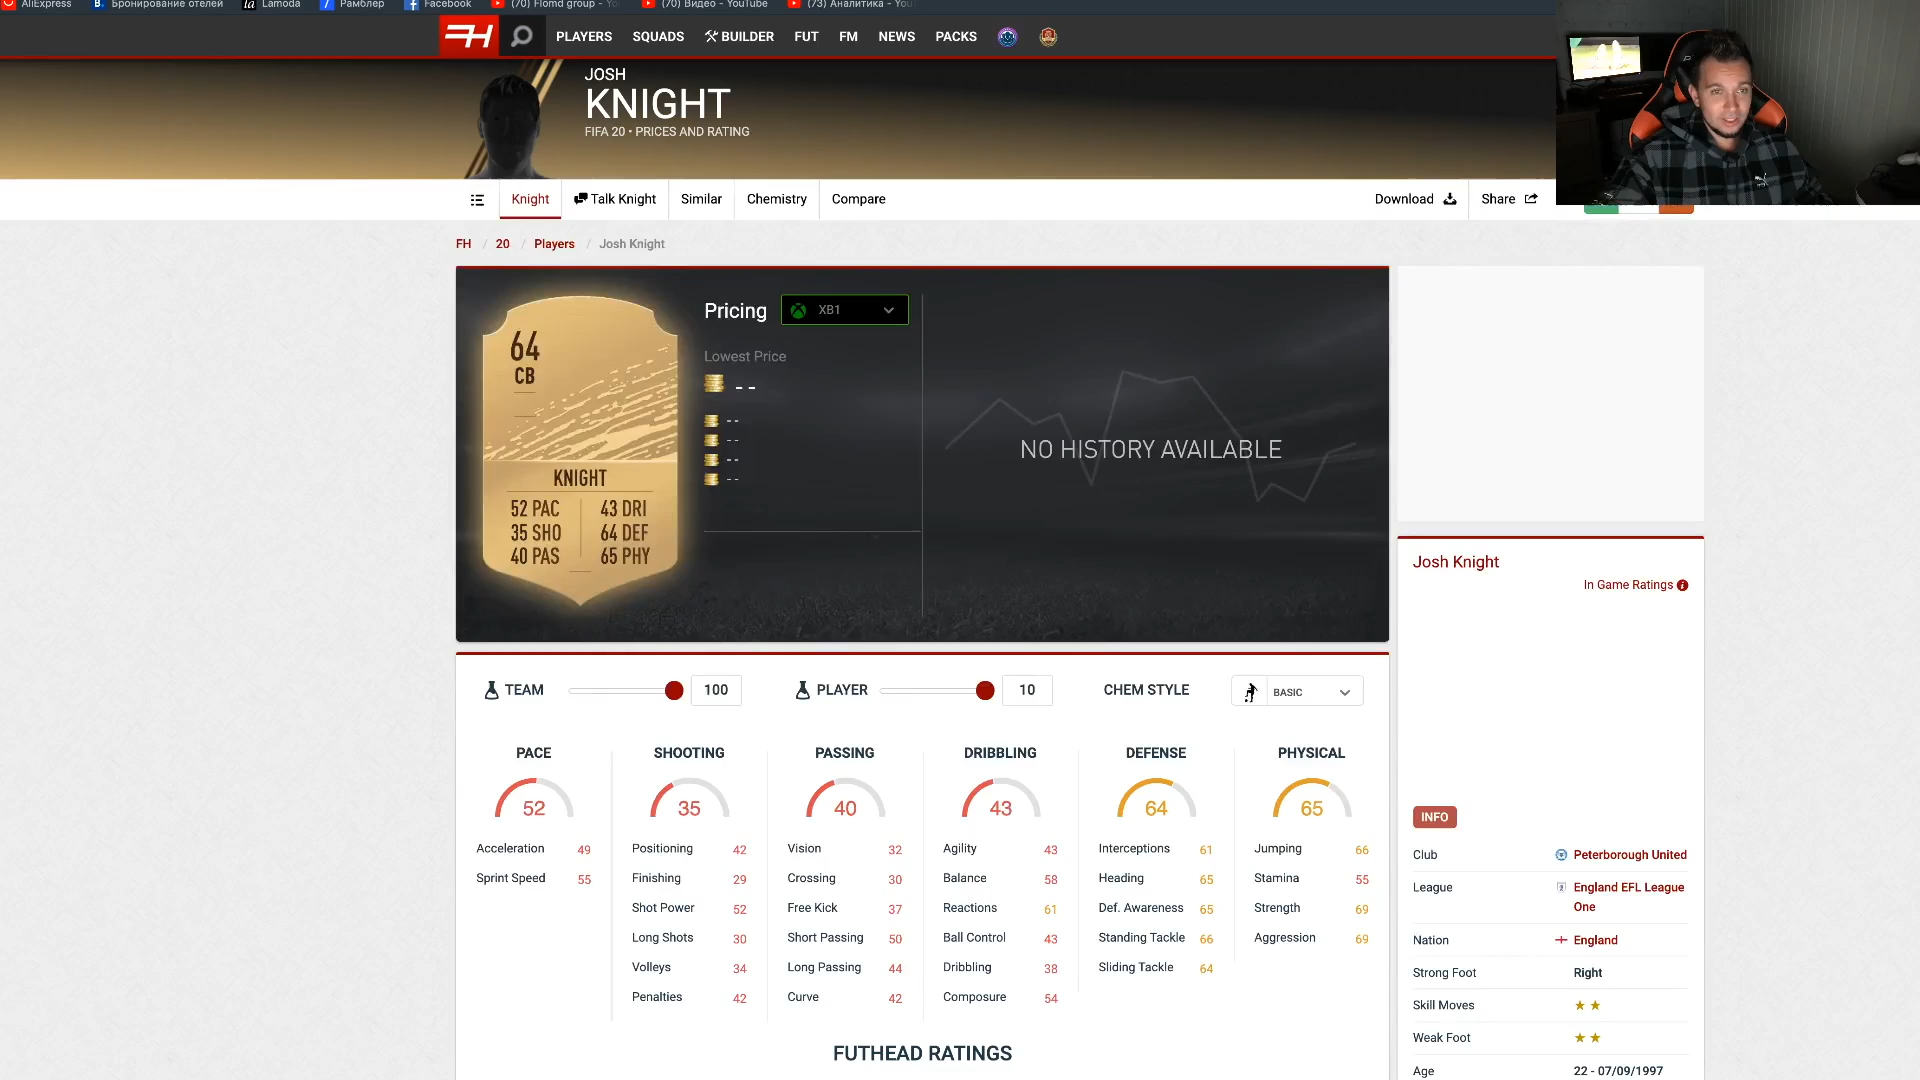 AliExpress Бронирование отелей la Lamoda Рамблер Facebook (70) Flomd group - Yo (70) Видео - YouTube (73) Аналитика - You
FH PLAYERS SQUADS BUILDER FUT FM NEWS PACKS
JOSH
KNIGHT
FIFA 20 • PRICES AND RATING
Knight Talk Knight Similar Chemistry Compare Download Share
FH / 20 / Players / Josh Knight
64
CB
KNIGHT
52 PAC 43 DRI
35 SHO 64 DEF
40 PAS 65 PHY
Pricing XB1
Lowest Price
- -
- -
- -
- -
- -
NO HISTORY AVAILABLE
TEAM 100 PLAYER 10 CHEM STYLE BASIC
PACE SHOOTING PASSING DRIBBLING DEFENSE PHYSICAL
52 35 40 43 64 65
Acceleration 49 Positioning 42 Vision 32 Agility 43 Interceptions 61 Jumping 66
Sprint Speed 55 Finishing 29 Crossing 30 Balance 58 Heading 65 Stamina 55
Shot Power 52 Free Kick 37 Reactions 61 Def. Awareness 65 Strength 69
Long Shots 30 Short Passing 50 Ball Control 43 Standing Tackle 66 Aggression 69
Volleys 34 Long Passing 44 Dribbling 38 Sliding Tackle 64
Penalties 42 Curve 42 Composure 54
FUTHEAD RATINGS
Josh Knight
In Game Ratings
INFO
Club Peterborough United
League England EFL League
One
Nation England
Strong Foot Right
Skill Moves ★ ★
Weak Foot ★ ★
Age 22 - 07/09/1997